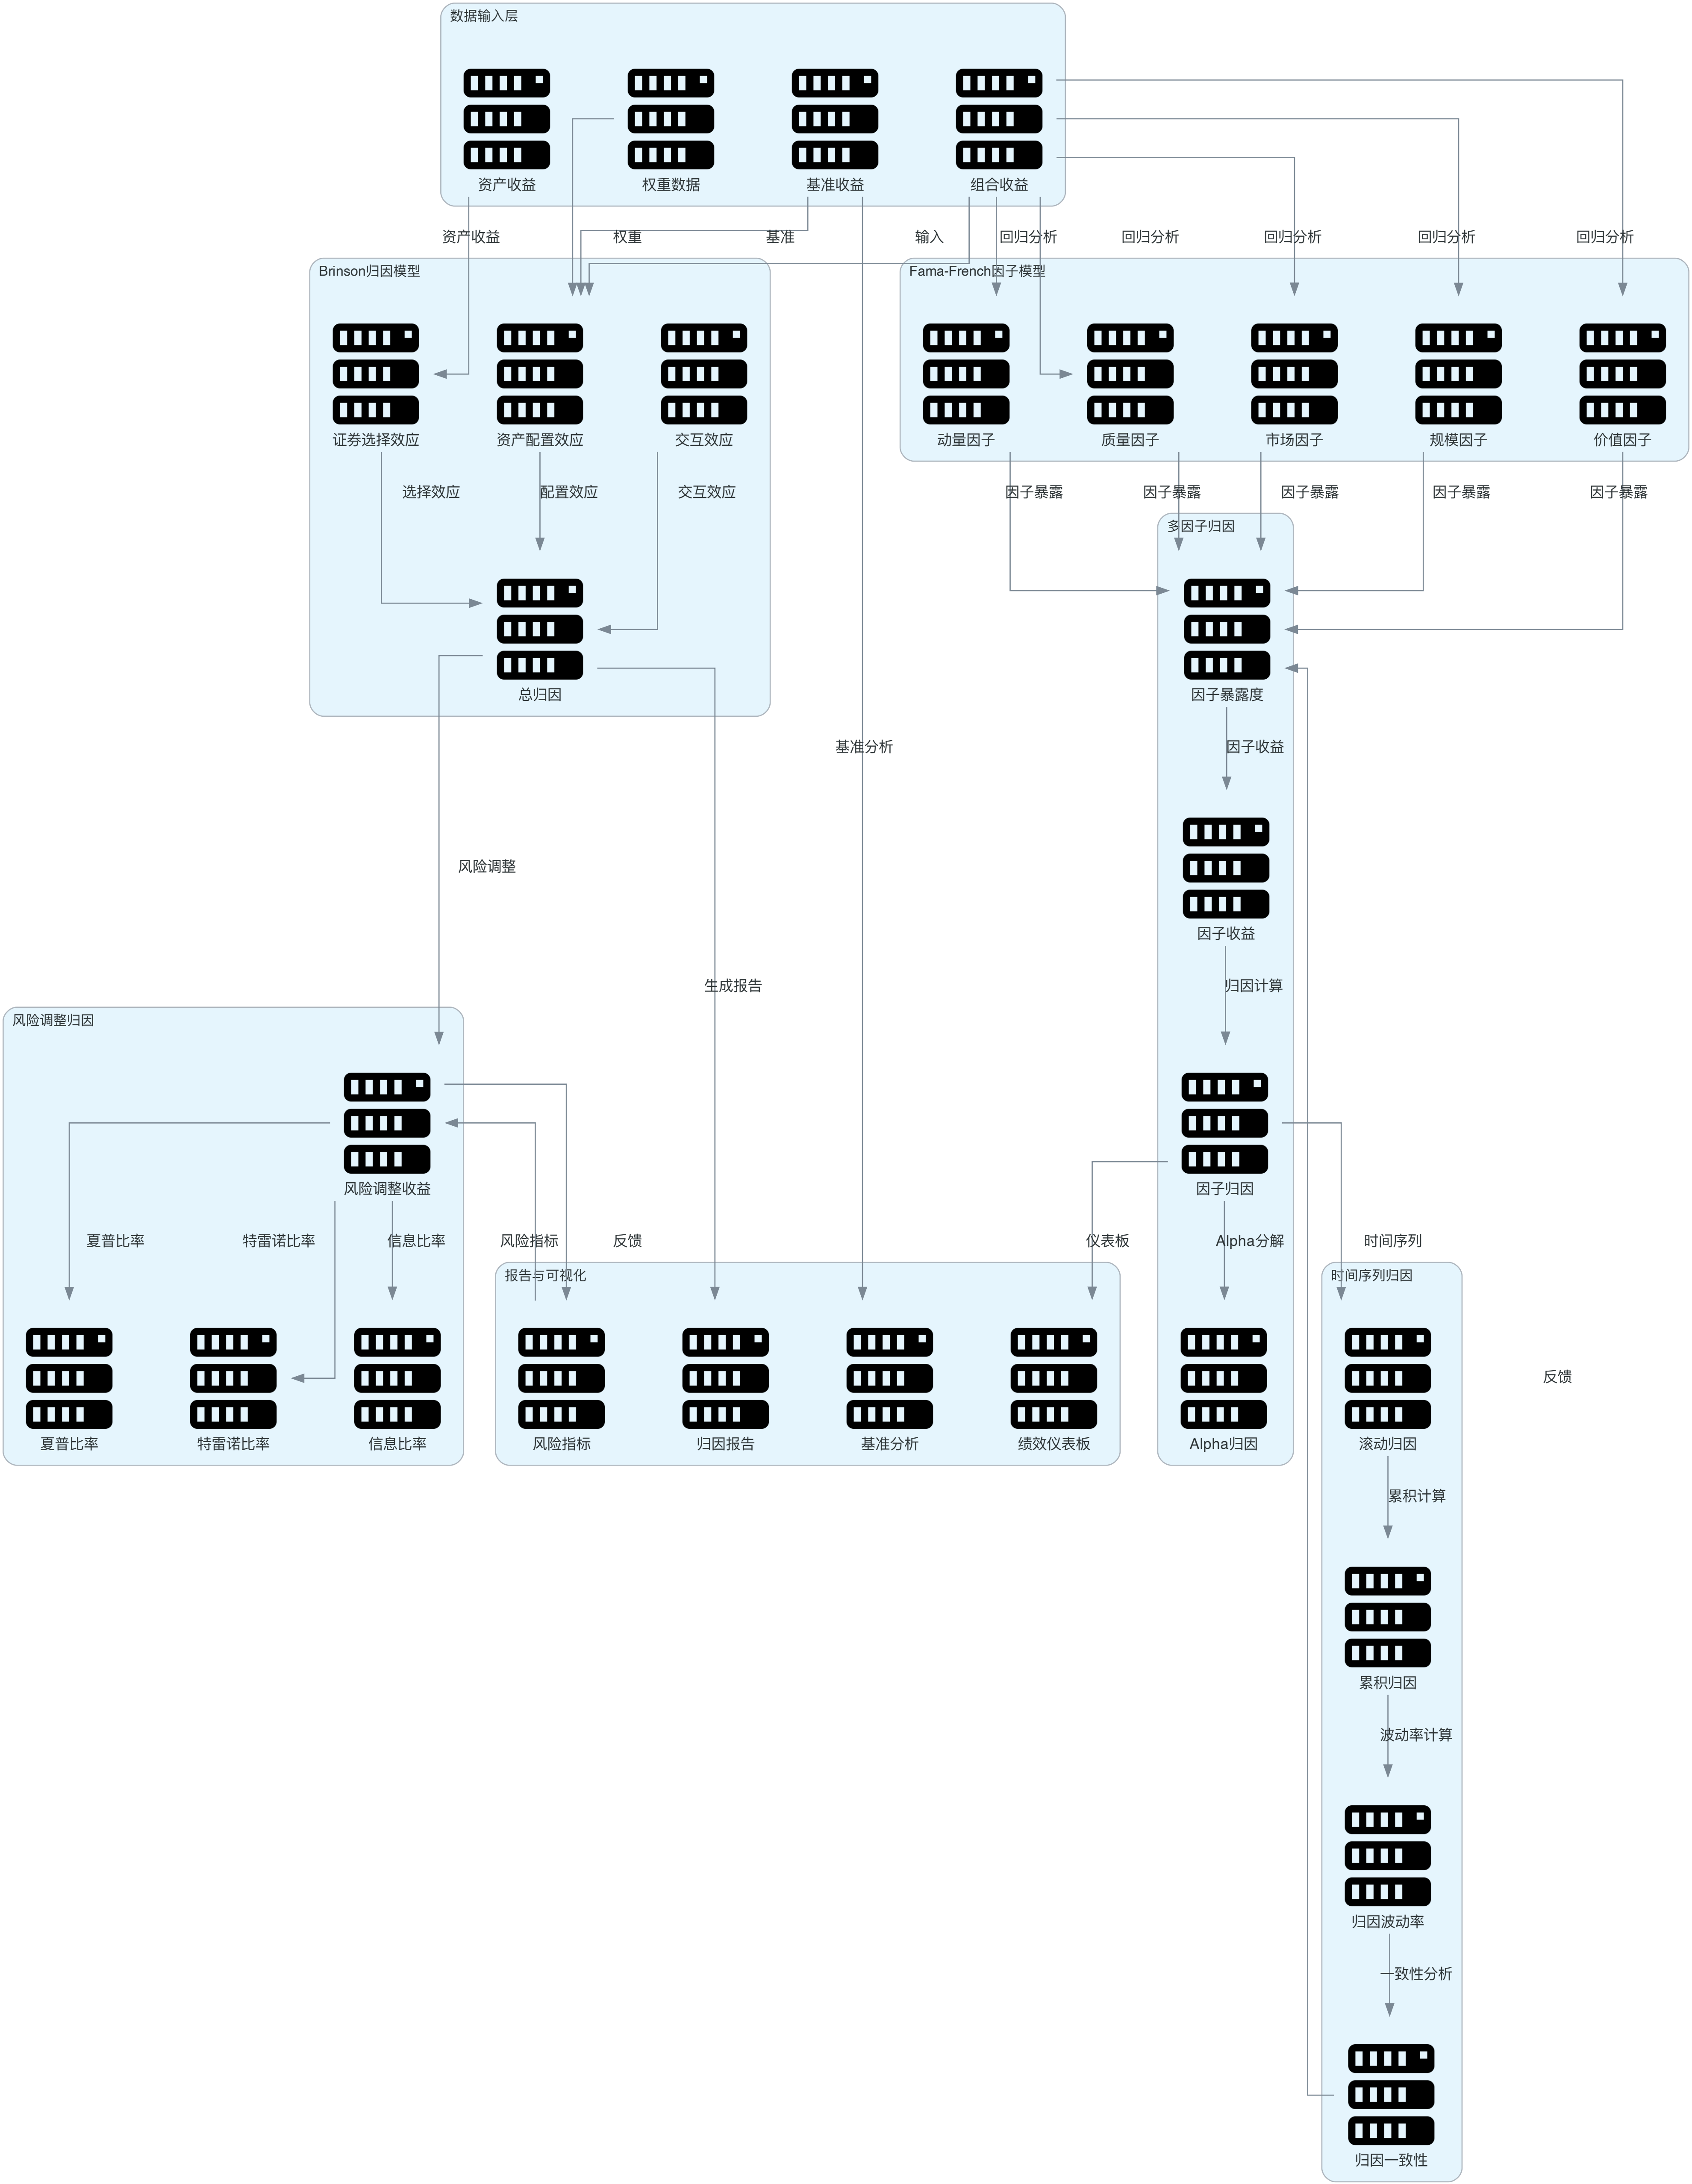 数据输入层
资产收益
权重数据
基准收益
组合收益
资产收益
权重
基准
输入
回归分析
回归分析
回归分析
回归分析
回归分析
Brinson归因模型
Fama-French因子模型
证券选择效应
资产配置效应
交互效应
动量因子
质量因子
市场因子
规模因子
价值因子
选择效应
配置效应
交互效应
因子暴露
因子暴露
因子暴露
因子暴露
因子暴露
多因子归因
总归因
因子暴露度
基准分析
因子收益
风险调整
因子收益
生成报告
归因计算
风险调整归因
风险调整收益
因子归因
夏普比率
特雷诺比率
信息比率
风险指标
反馈
仪表板
Alpha分解
时间序列
报告与可视化
时间序列归因
反馈
夏普比率
特雷诺比率
信息比率
风险指标
归因报告
基准分析
绩效仪表板
Alpha归因
滚动归因
累积计算
累积归因
波动率计算
归因波动率
一致性分析
归因一致性